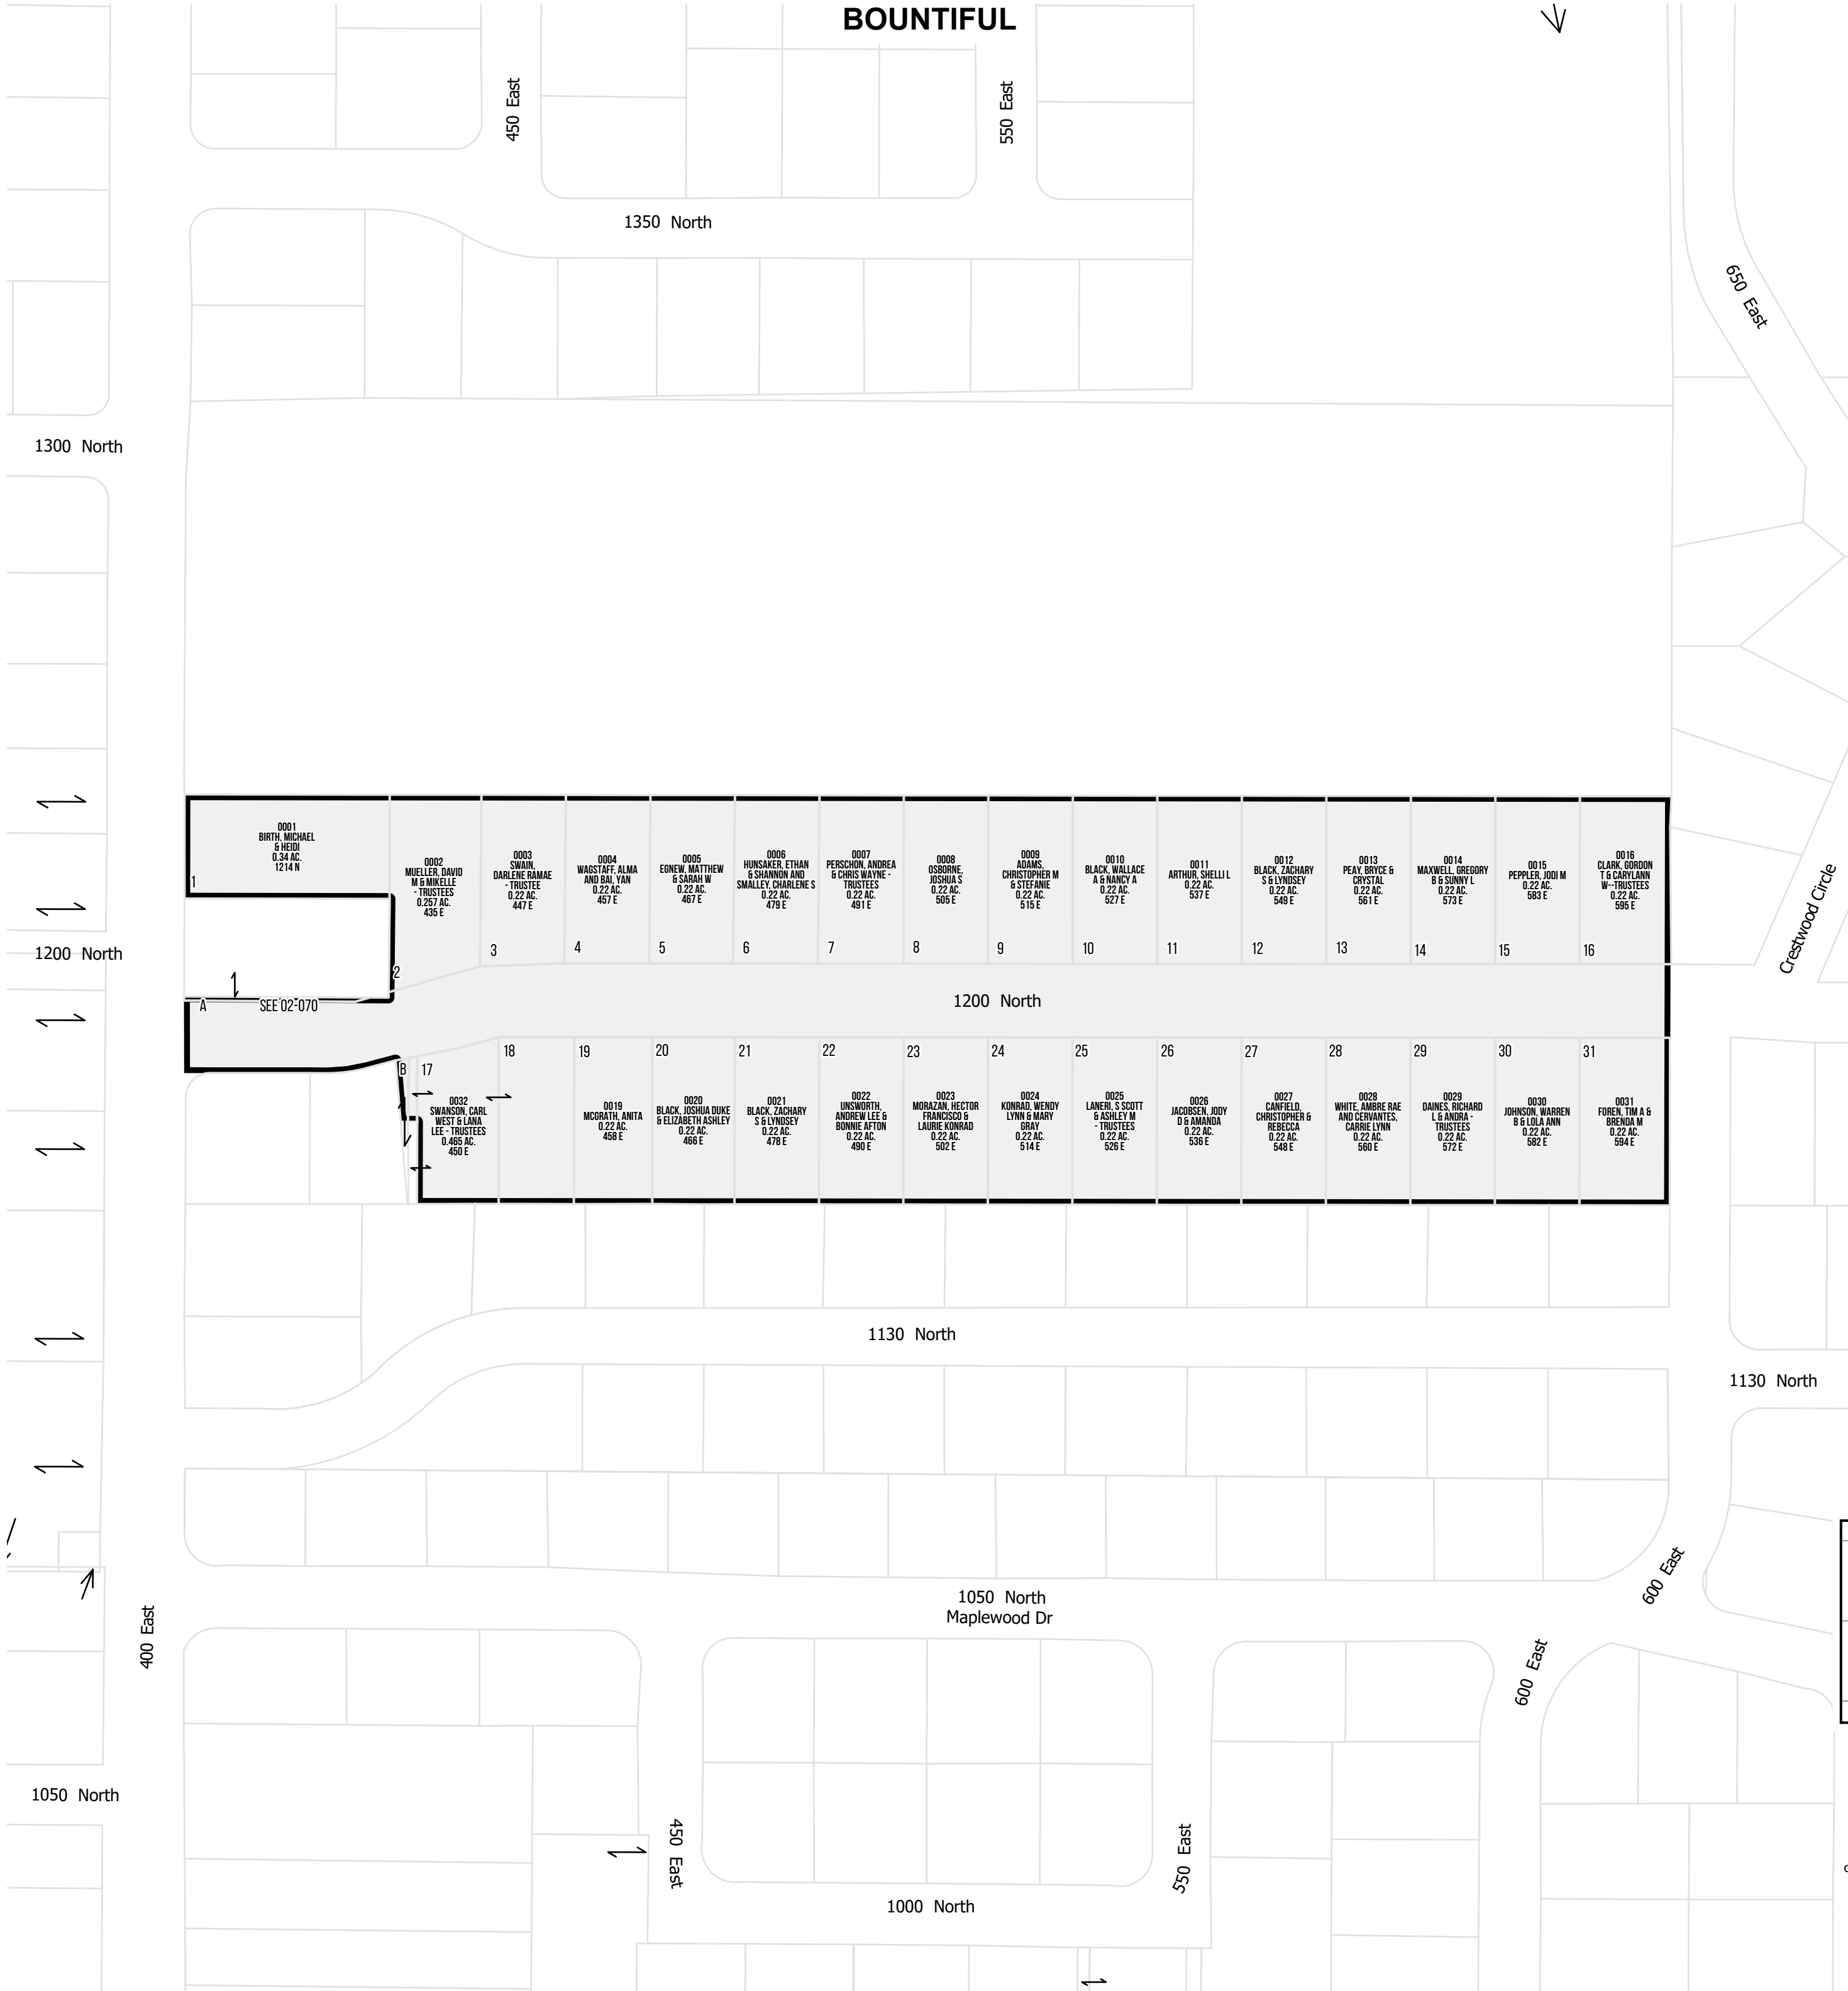 BOUNTIFUL
450 East
550 East
1350 North
650 East
1300 North
0001
BIRTH, MICHAEL
& HEIDI
0.34 AC.
1214 N
1
0002
MUELLER, DAVID
M & MIKELLE
- TRUSTEES
0.257 AC.
435 E
2
0003
SWAIN,
DARLENE RAMAE
- TRUSTEE
0.22 AC.
447 E
3
0004
WAGSTAFF, ALMA
AND BAI, YAN
0.22 AC.
457 E
4
0005
EGNEW, MATTHEW
& SARAH W
0.22 AC.
467 E
5
0006
HUNSAKER, ETHAN
& SHANNON AND
SMALLEY, CHARLENE S
0.22 AC.
479 E
6
0007
PERSCHON, ANDREA
& CHRIS WAYNE -
TRUSTEES
0.22 AC.
491 E
7
0008
OSBORNE,
JOSHUA S
0.22 AC.
505 E
8
0009
ADAMS,
CHRISTOPHER M
& STEFANIE
0.22 AC.
515 E
9
0010
BLACK, WALLACE
A & NANCY A
0.22 AC.
527 E
10
0011
ARTHUR, SHELLI L
0.22 AC.
537 E
11
0012
BLACK, ZACHARY
S & LYNDSEY
0.22 AC.
549 E
12
0013
PEAY, BRYCE &
CRYSTAL
0.22 AC.
561 E
13
0014
MAXWELL, GREGORY
B & SUNNY L
0.22 AC.
573 E
14
0015
PEPPLER, JODI M
0.22 AC.
583 E
15
0016
CLARK, GORDON
T & CARYLANN
W--TRUSTEES
0.22 AC.
595 E
16
Crestwood Circle
1200 North
A
SEE 02-070
1200 North
B
17
0032
SWANSON, CARL
WEST & LANA
LEE - TRUSTEES
0.465 AC.
450 E
18
19
0019
MCGRATH, ANITA
0.22 AC.
458 E
20
0020
BLACK, JOSHUA DUKE
& ELIZABETH ASHLEY
0.22 AC.
466 E
21
0021
BLACK, ZACHARY
S & LYNDSEY
0.22 AC.
478 E
22
0022
UNSWORTH,
ANDREW LEE &
BONNIE AFTON
0.22 AC.
490 E
23
0023
MORAZAN, HECTOR
FRANCISCO &
LAURIE KONRAD
0.22 AC.
502 E
24
0024
KONRAD, WENDY
LYNN & MARY
GRAY
0.22 AC.
514 E
25
0025
LANERI, S SCOTT
& ASHLEY M
- TRUSTEES
0.22 AC.
526 E
26
0026
JACOBSEN, JODY
D & AMANDA
0.22 AC.
536 E
27
0027
CANFIELD,
CHRISTOPHER &
REBECCA
0.22 AC.
548 E
28
0028
WHITE, AMBRE RAE
AND CERVANTES,
CARRIE LYNN
0.22 AC.
560 E
29
0029
DAINES, RICHARD
L & ANDRA -
TRUSTEES
0.22 AC.
572 E
30
0030
JOHNSON, WARREN
B & LOLA ANN
0.22 AC.
582 E
31
0031
FOREN, TIM A &
BRENDA M
0.22 AC.
594 E
1130 North
1130 North
1050 North
Maplewood Dr
600 East
400 East
600 East
1050 North
450 East
550 East
1000 North